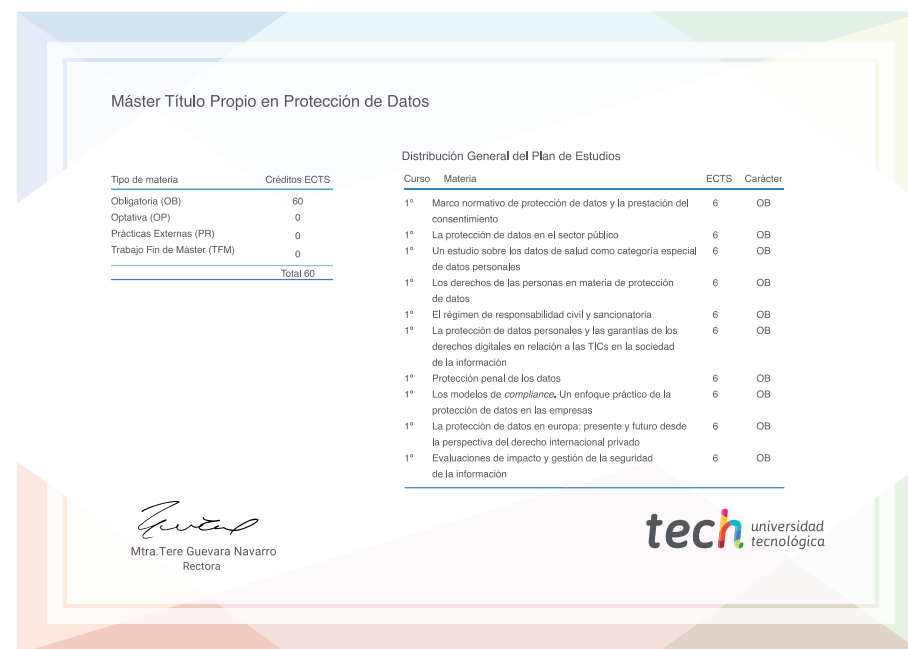 Máster Título Propio en Protección de Datos
Tipo de materia Créditos ECTS
Obligatoria (OB) 60
Optativa (OP) 0
Prácticas Externas (PR) 0
Trabajo Fin de Máster (TFM) 0
Total 60
Distribución General del Plan de Estudios
Curso Materia ECTS Carácter
1º Marco normativo de protección de datos y la prestación del 6 OB
consentimiento
1º La protección de datos en el sector público 6 OB
1º Un estudio sobre los datos de salud como categoría especial 6 OB
de datos personales
1º Los derechos de las personas en materia de protección 6 OB
de datos
1º El régimen de responsabilidad civil y sancionatoria 6 OB
1º La protección de datos personales y las garantías de los 6 OB
derechos digitales en relación a las TICs en la sociedad
de la información
1º Protección penal de los datos 6 OB
1º Los modelos de compliance. Un enfoque práctico de la 6 OB
protección de datos en las empresas
1º La protección de datos en europa: presente y futuro desde 6 OB
la perspectiva del derecho internacional privado
1º Evaluaciones de impacto y gestión de la seguridad 6 OB
de la información
Mtra.Tere Guevara Navarro
Rectora
tech universidad
tecnológica